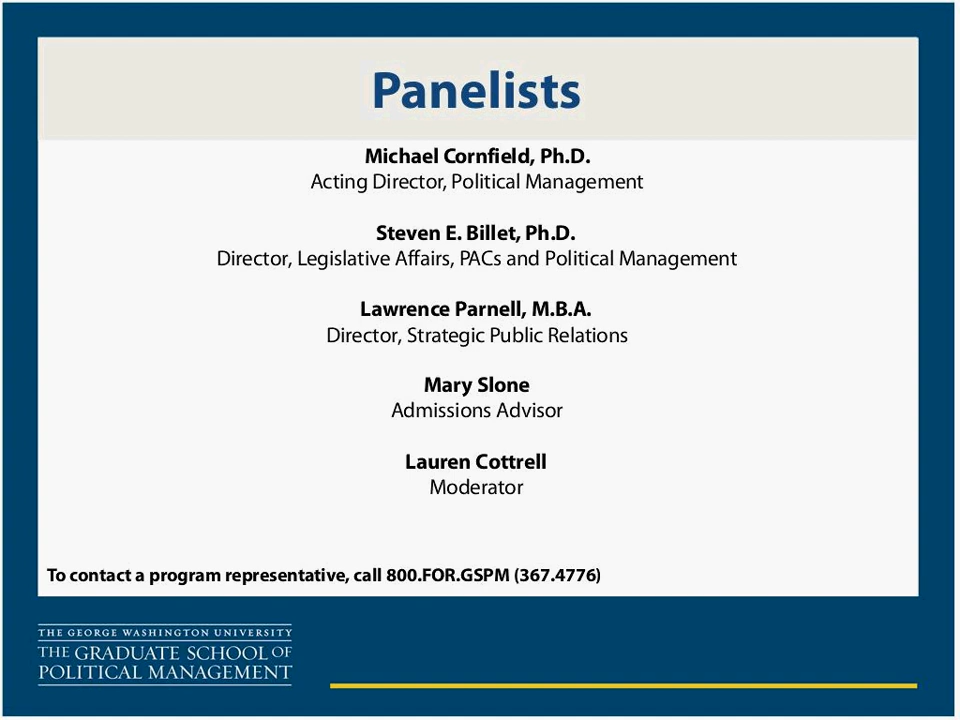 Panelists
Michael Cornfield, Ph.D.
Acting Director, Political Management
Steven E. Billet, Ph.D.
Director, Legislative Affairs, PACs and Political Management
Lawrence Parnell, M.B.A.
Director, Strategic Public Relations
Mary Slone
Admissions Advisor
Lauren Cottrell
Moderator
To contact a program representative, call 800.FOR.GSPM (367.4776)
THE GEORGE WASHINGTON UNIVERSITY
THE GRADUATE SCHOOL OF
POLITICAL MANAGEMENT